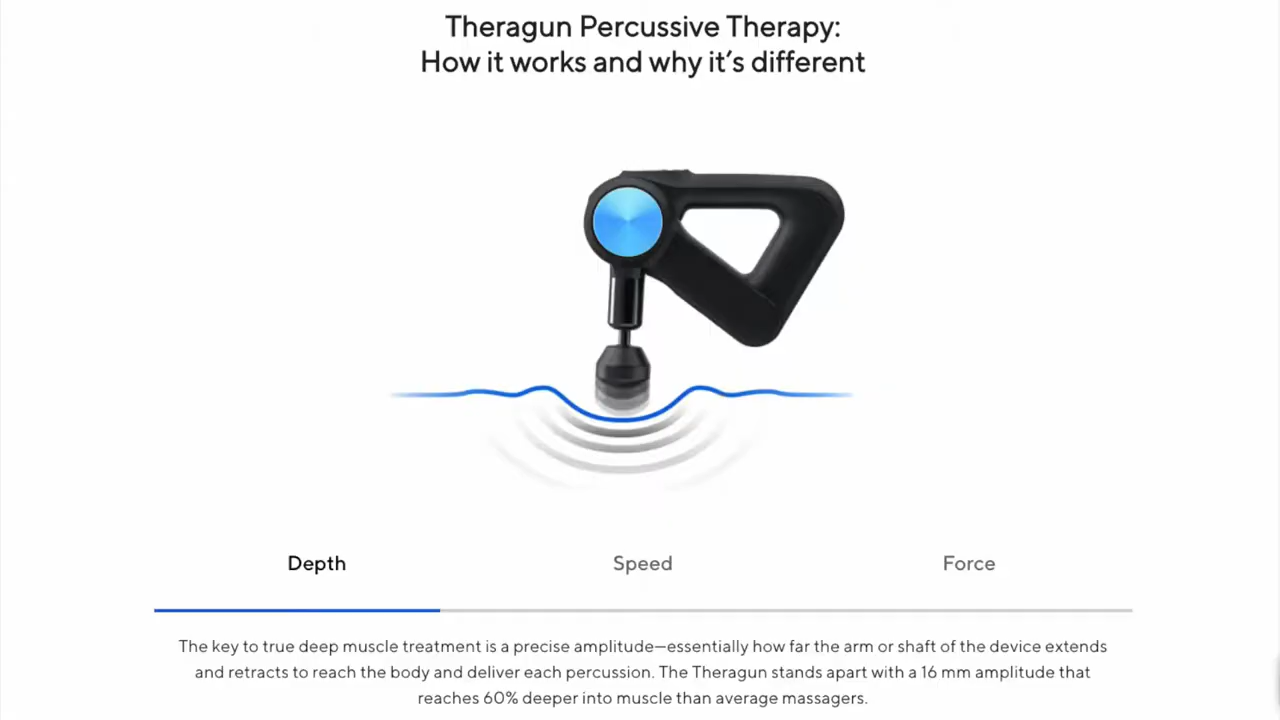 Theragun Percussive Therapy:
How it works and why it's different
Depth
Speed
Force
The key to true deep muscle treatment is a precise amplitude—essentially how far the arm or shaft of the device extends
and retracts to reach the body and deliver each percussion. The Theragun stands apart with a 16 mm amplitude that
reaches 60% deeper into muscle than average massagers.